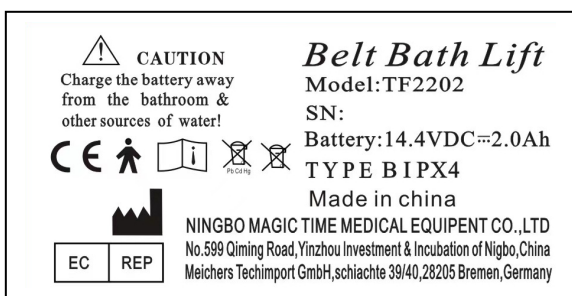 CAUTION
Charge the battery away
from the bathroom &
other sources of water!
Pb Cd Hg
Belt Bath Lift
Model:TF2202
SN:
Battery:14.4VDC⎓2.0Ah
TYPE B IPX4
Made in china
NINGBO MAGIC TIME MEDICAL EQUIPENT CO.,LTD
No.599 Qiming Road,Yinzhou Investment & Incubation of Nigbo,China
EC REP
Meichers Techimport GmbH,schiachte 39/40,28205 Bremen,Germany